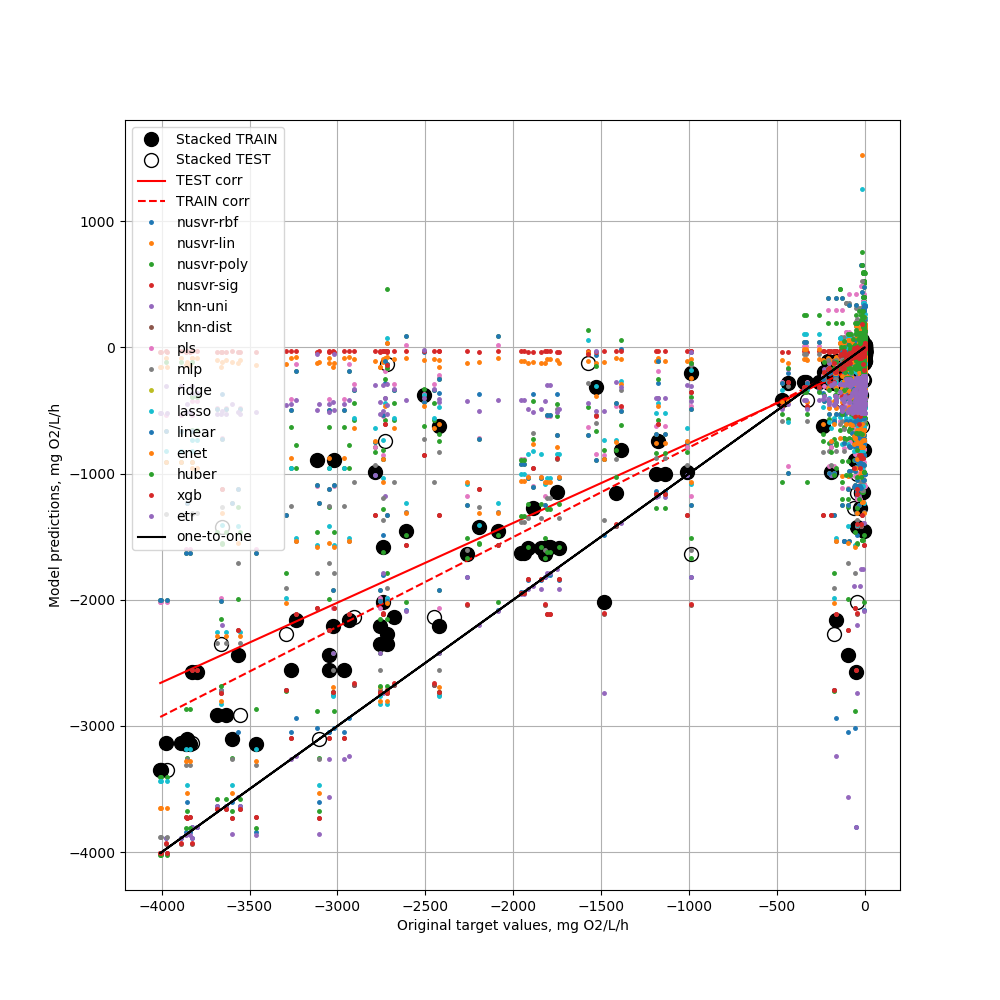 Stacked TRAIN
Stacked TEST
TEST corr
TRAIN corr
nusvr-rbf
nusvr-lin
nusvr-poly
nusvr-sig
knn-uni
knn-dist
pls
mlp
ridge
lasso
linear
enet
huber
xgb
etr
one-to-one
1000
0
−1000
−2000
−3000
−4000
Model predictions, mg O2/L/h
−4000 −3500 −3000 −2500 −2000 −1500 −1000 −500 0
Original target values, mg O2/L/h